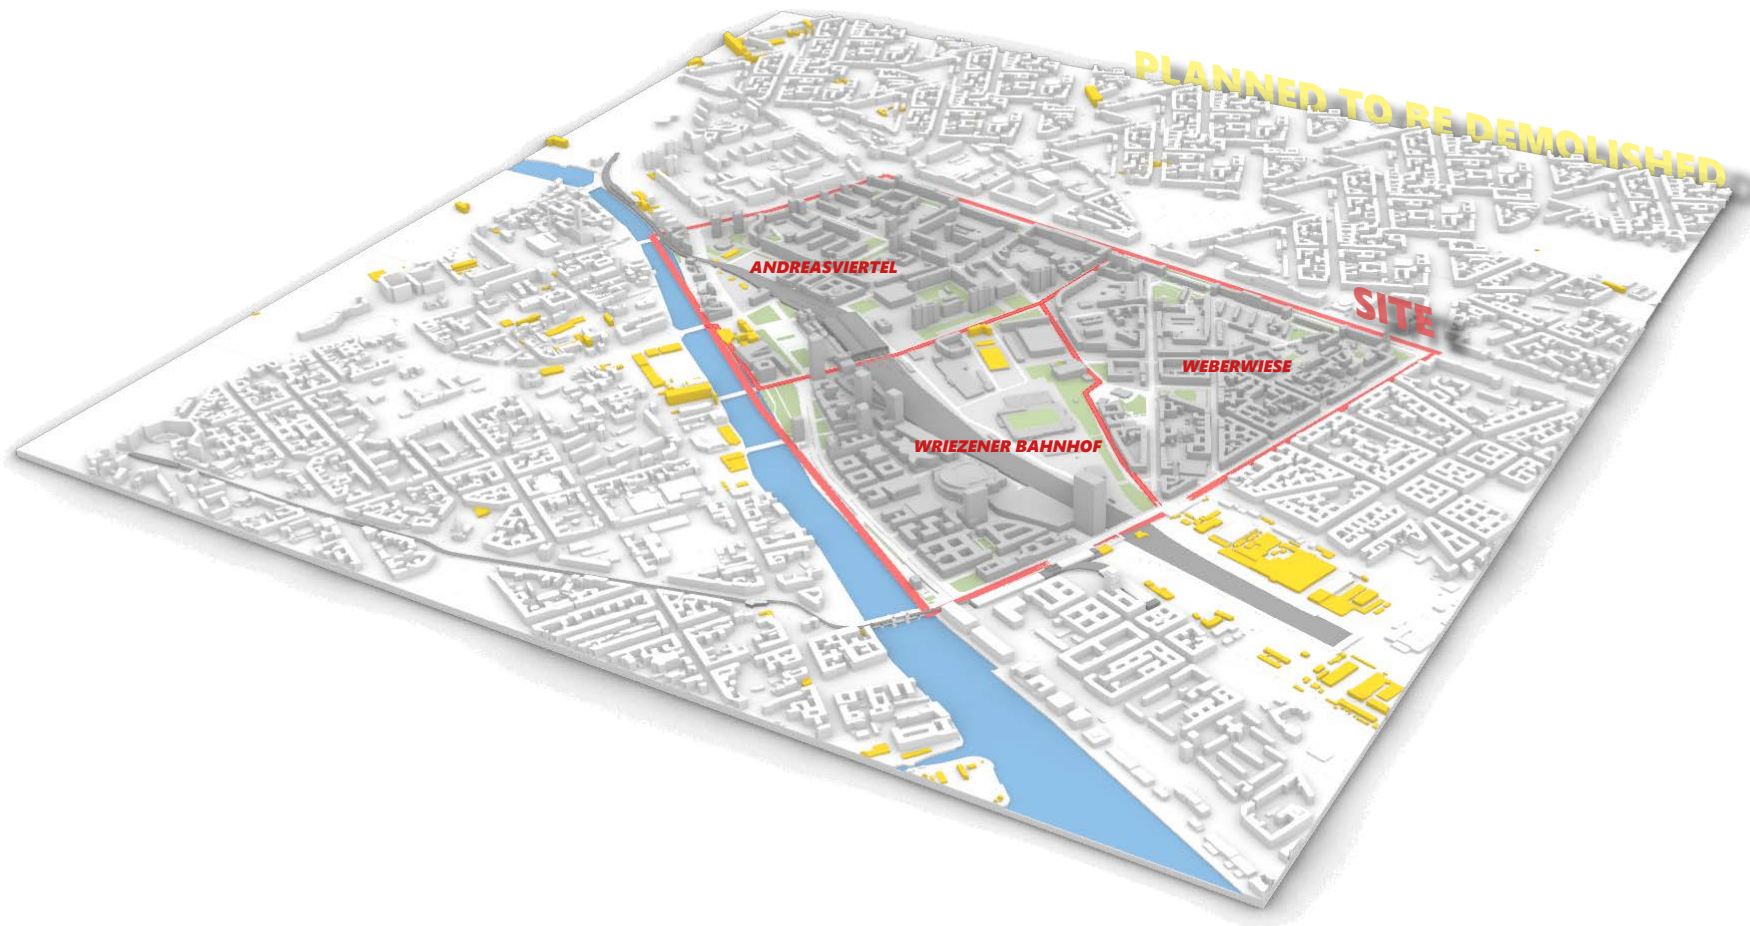 PLANNED TO BE DEMOLISHED
SITE
ANDREASVIERTEL
WEBERWIESE
WRIEZENER BAHNHOF